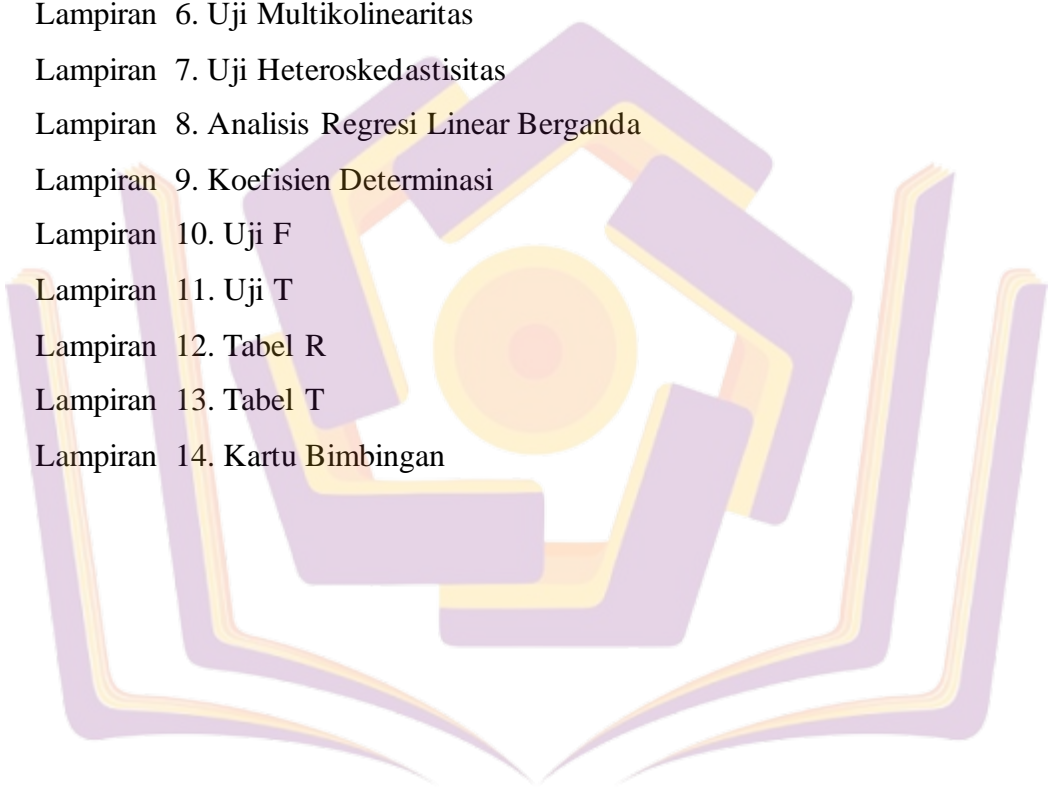 Lampiran 6. Uji Multikolinearitas
Lampiran 7. Uji Heteroskedastisitas
Lampiran 8. Analisis Regresi Linear Berganda
Lampiran 9. Koefisien Determinasi
Lampiran 10. Uji F
Lampiran 11. Uji T
Lampiran 12. Tabel R
Lampiran 13. Tabel T
Lampiran 14. Kartu Bimbingan